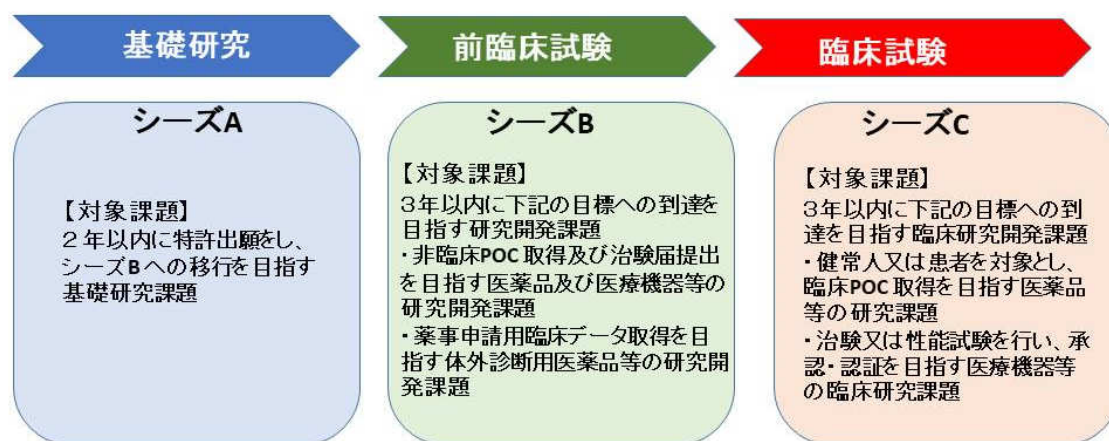 基礎研究
前臨床試験
臨床試験
シーズA
【対象課題】
２年以内に特許出願をし、
シーズBへの移行を目指す
基礎研究課題
シーズB
【対象課題】
３年以内に下記の目標への到達を
目指す研究開発課題
・非臨床POC取得及び治験届提出
を目指す医薬品及び医療機器等の
研究開発課題
・薬事申請用臨床データ取得を目
指す体外診断用医薬品等の研究開
発課題
シーズC
【対象課題】
３年以内に下記の目標への到
達を目指す臨床研究開発課題
・健常人又は患者を対象とし、
臨床POC取得を目指す医薬品
等の研究課題
・治験又は性能試験を行い、承
認・認証を目指す医療機器等
の臨床研究課題